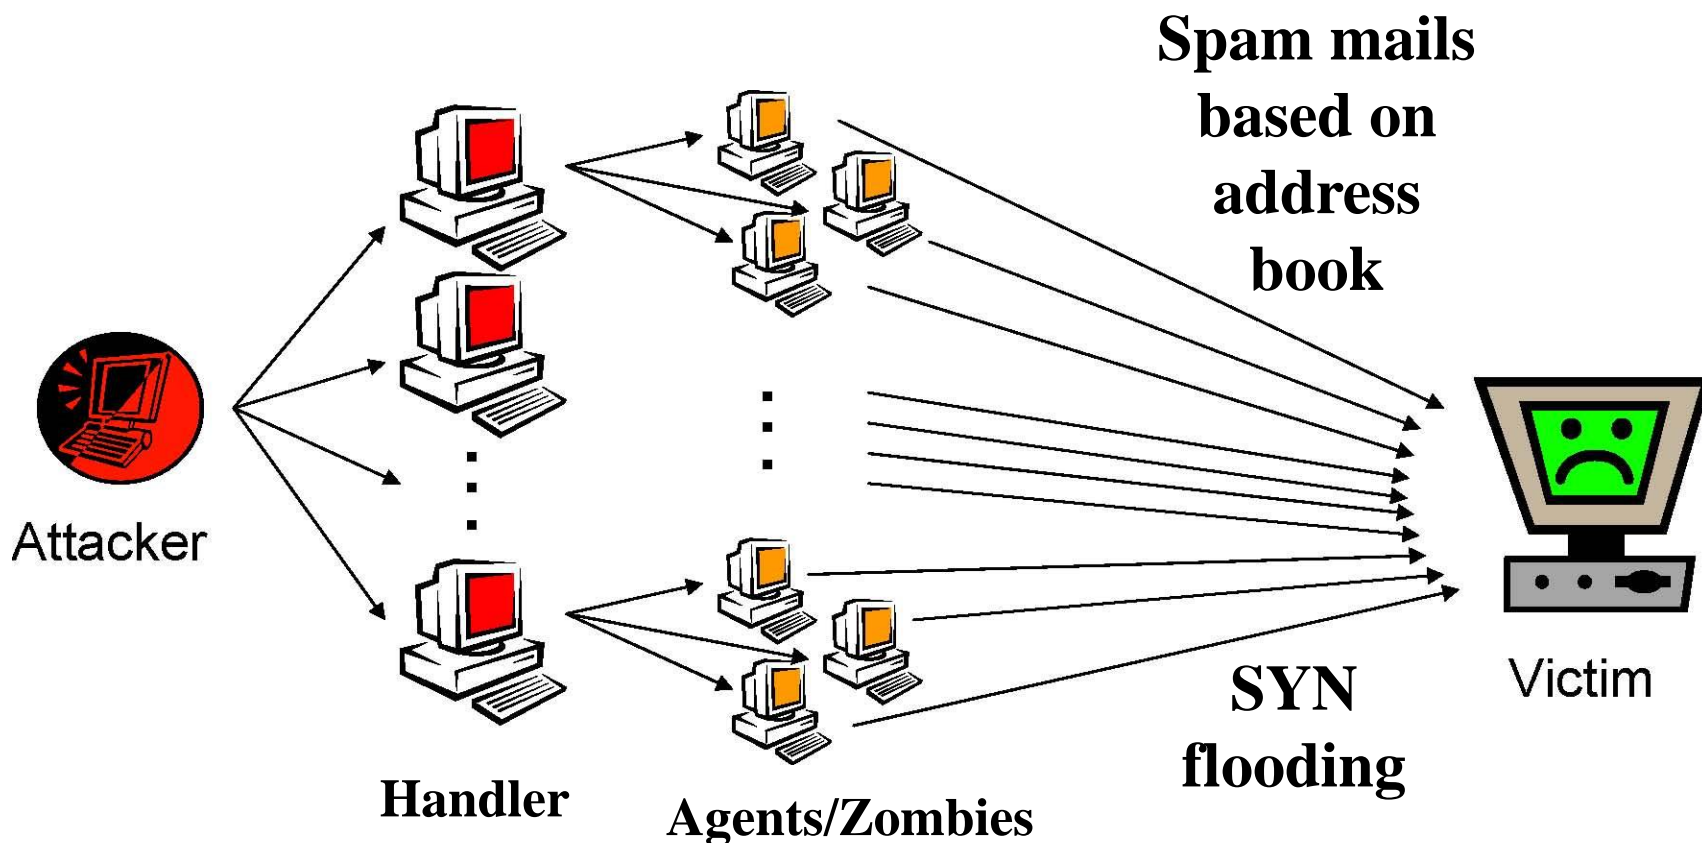 Spam mails
based on
address
book
Attacker
Victim
SYN
flooding
Handler
Agents/Zombies